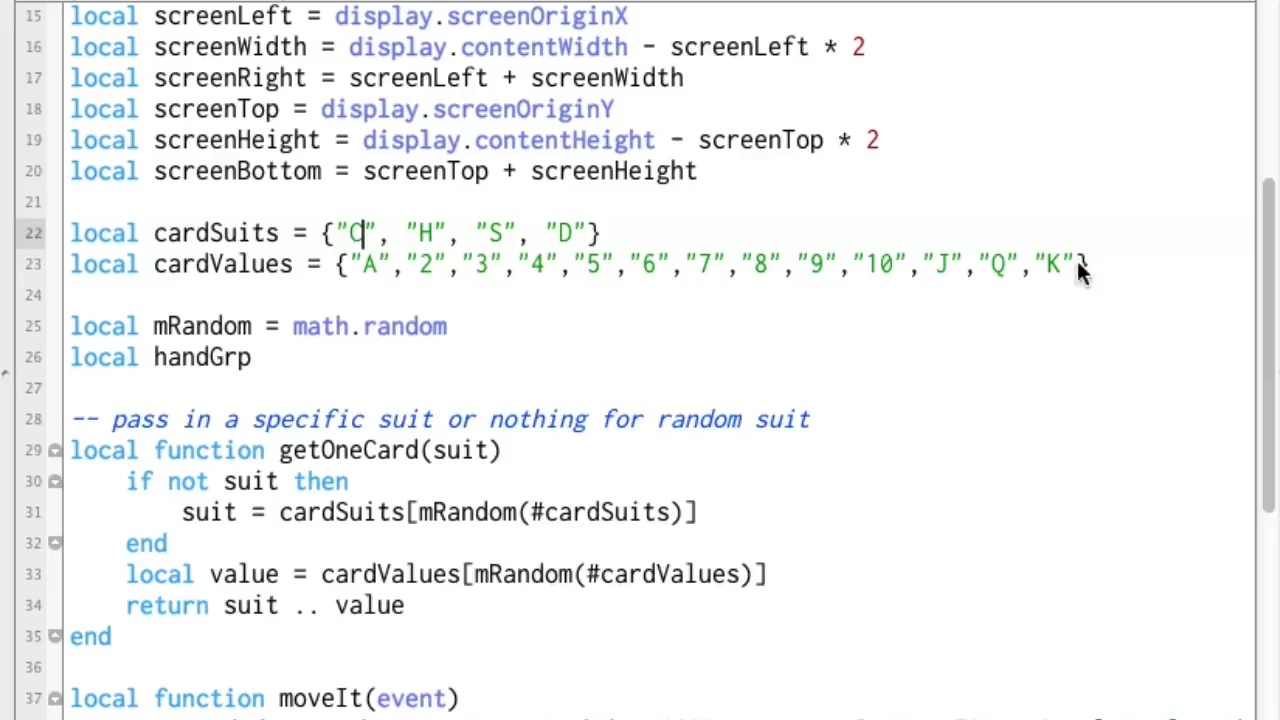 15 local screenLeft = display.screenOriginX
16 local screenWidth = display.contentWidth - screenLeft * 2
17 local screenRight = screenLeft + screenWidth
18 local screenTop = display.screenOriginY
19 local screenHeight = display.contentHeight - screenTop * 2
20 local screenBottom = screenTop + screenHeight
21
22 local cardSuits = {"C", "H", "S", "D"}
23 local cardValues = {"A","2","3","4","5","6","7","8","9","10","J","Q","K"}
24
25 local mRandom = math.random
26 local handGrp
27
28 -- pass in a specific suit or nothing for random suit
29 local function getOneCard(suit)
30 if not suit then
31 suit = cardSuits[mRandom(#cardSuits)]
32 end
33 local value = cardValues[mRandom(#cardValues)]
34 return suit .. value
35 end
36
37 local function moveIt(event)